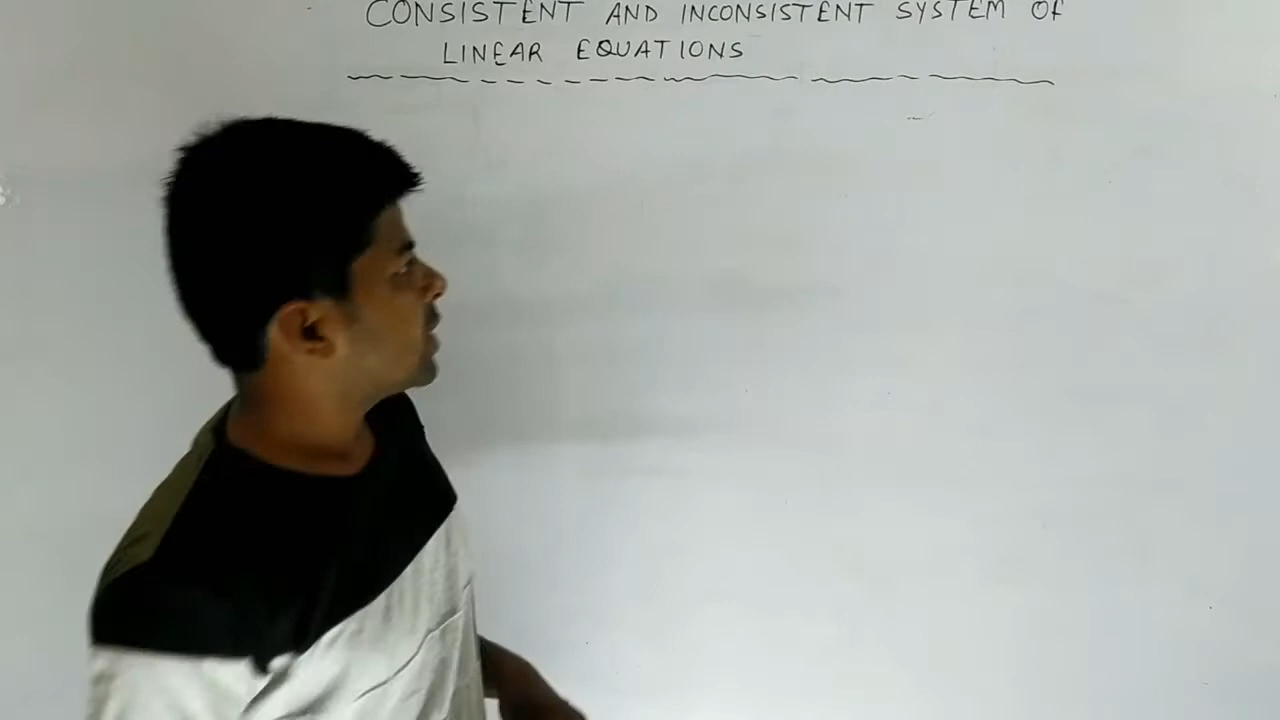 CONSISTENT AND INCONSISTENT SYSTEM OF
LINEAR EQUATIONS